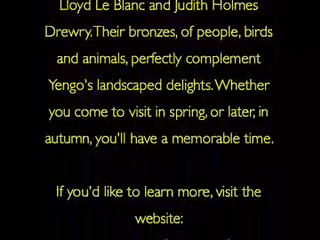 Lloyd Le Blanc and Judith Holmes
Drewry.Their bronzes, of people, birds
and animals, perfectly complement
Yengo's landscaped delights. Whether
you come to visit in spring, or later, in
autumn, you'll have a memorable time.
If you'd like to learn more, visit the
website: